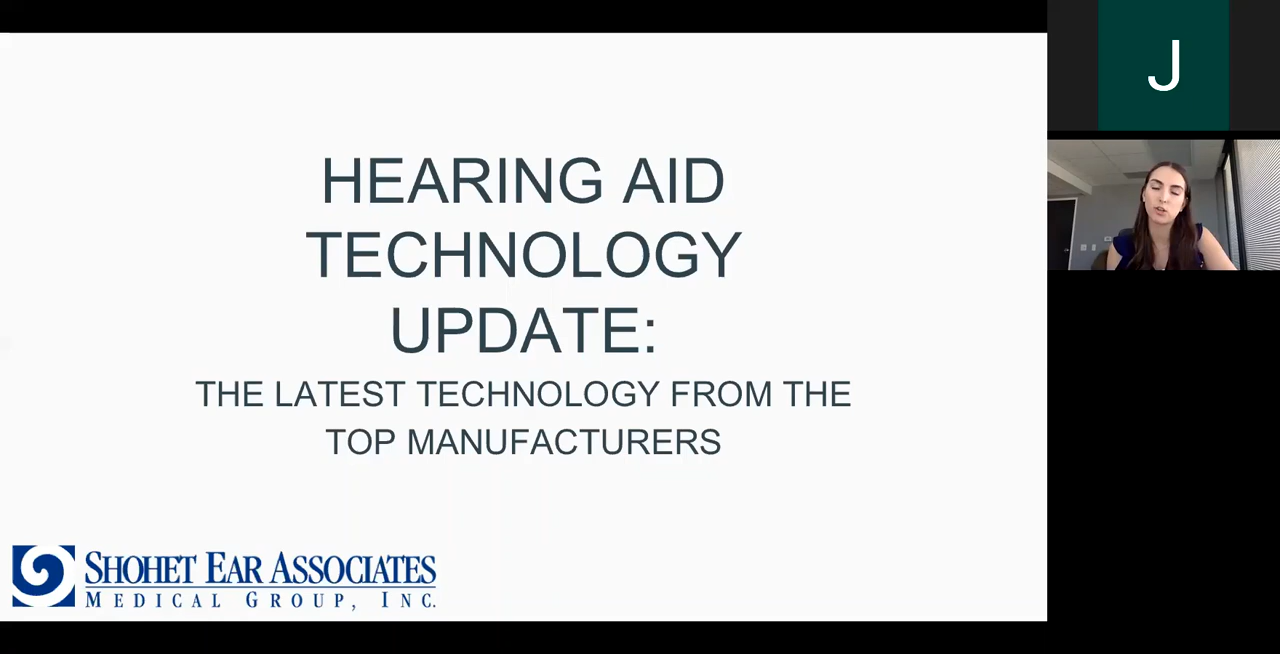 HEARING AID
TECHNOLOGY
UPDATE:
THE LATEST TECHNOLOGY FROM THE
TOP MANUFACTURERS
SHOHET EAR ASSOCIATES
MEDICAL GROUP, INC.
J